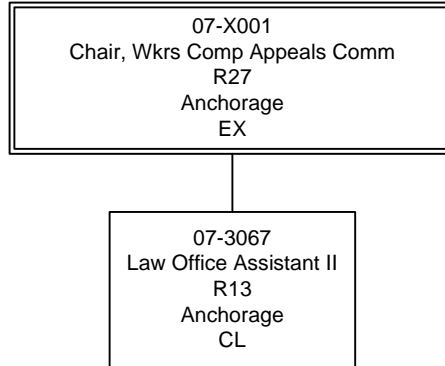 07-X001
Chair, Wkrs Comp Appeals Comm
R27
Anchorage
EX
07-3067
Law Office Assistant II
R13
Anchorage
CL